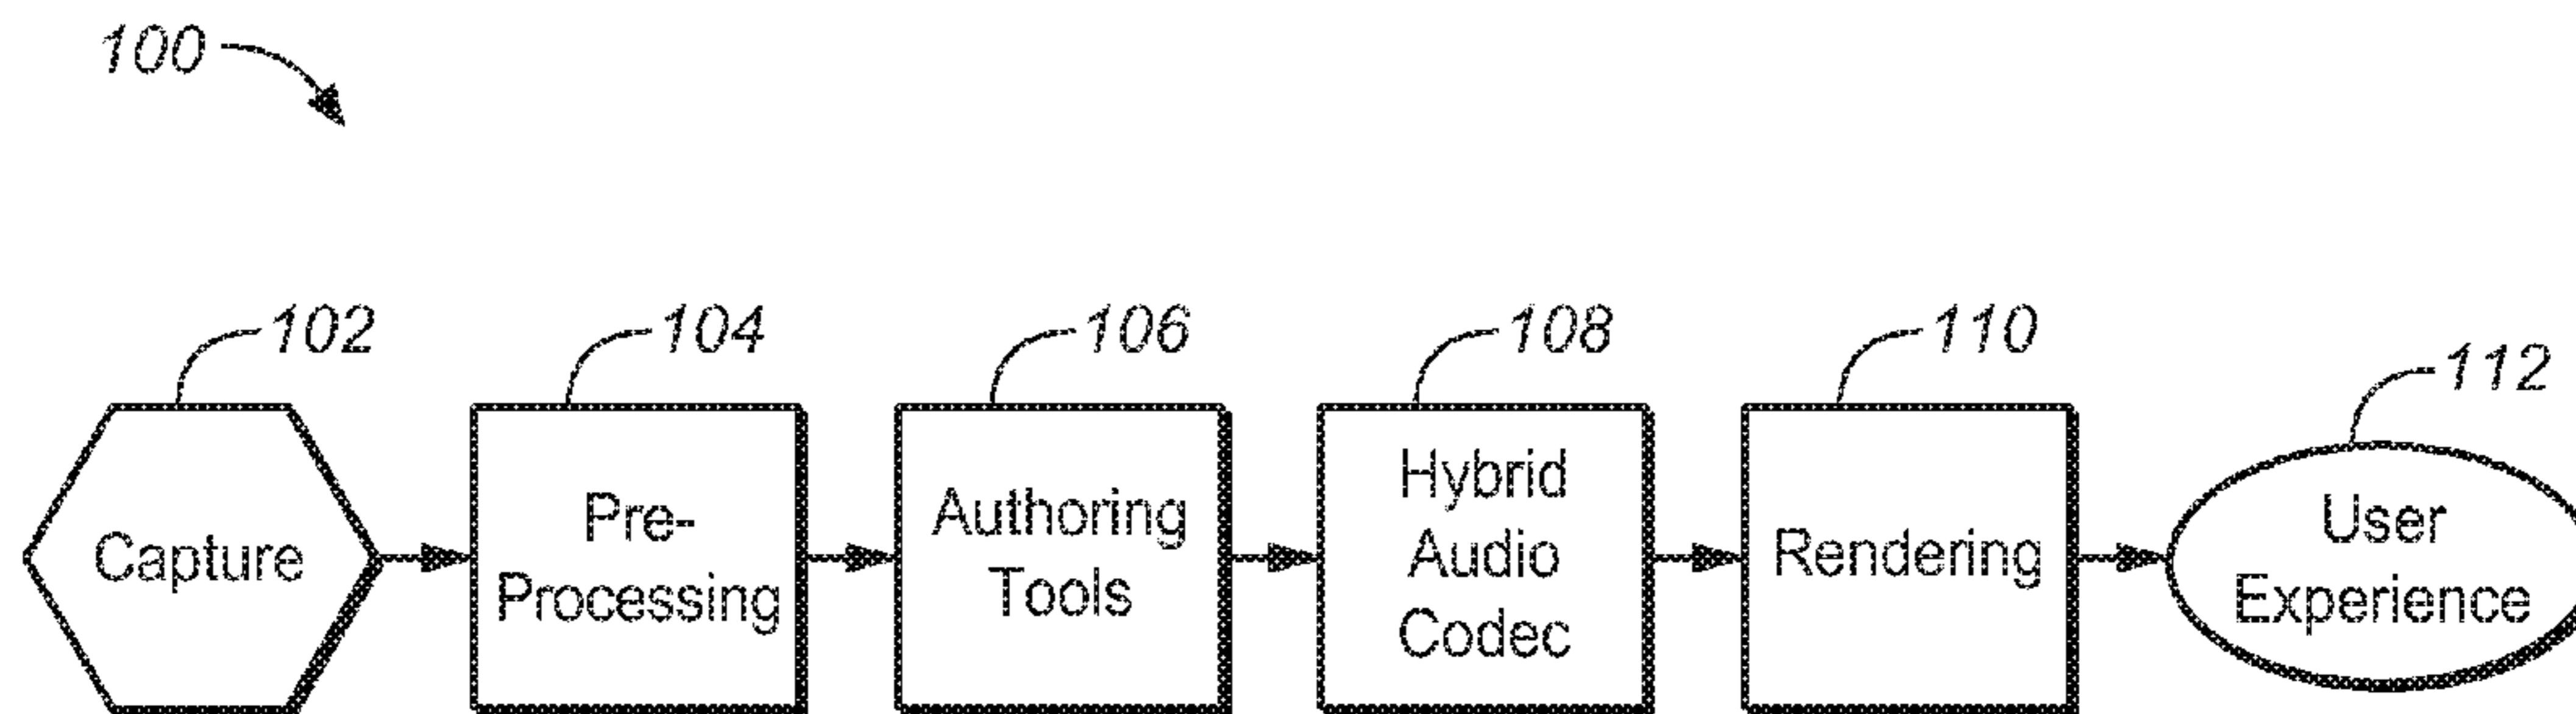 100
102
104
106
108
110
112
Capture
Pre-
Processing
Authoring
Tools
Hybrid
Audio
Codec
Rendering
User
Experience